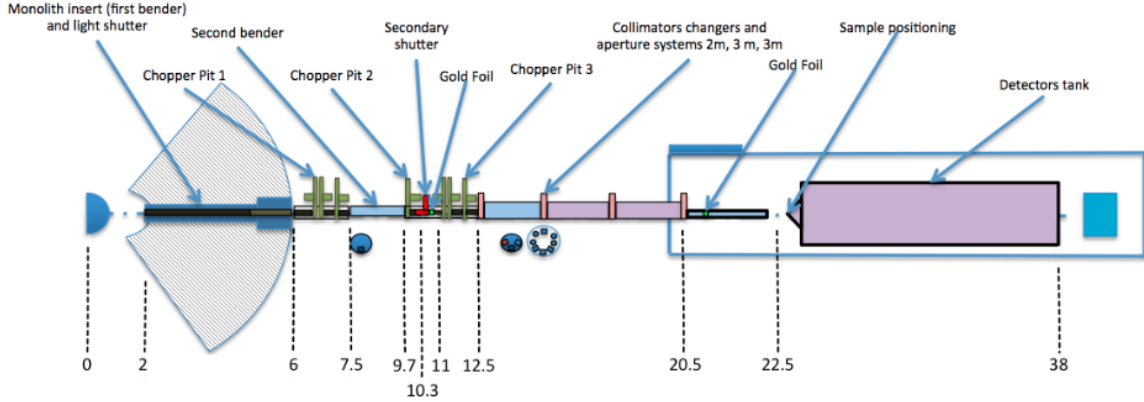 Monolith insert (first bender)
and light shutter
Second bender
Secondary
shutter
Collimators changers and
aperture systems 2m, 3 m, 3m
Sample positioning
Chopper Pit 1
Chopper Pit 2
Gold Foil
Chopper Pit 3
Gold Foil
Detectors tank
0
2
6
7.5
9.7
11
12.5
20.5
22.5
38
10.3